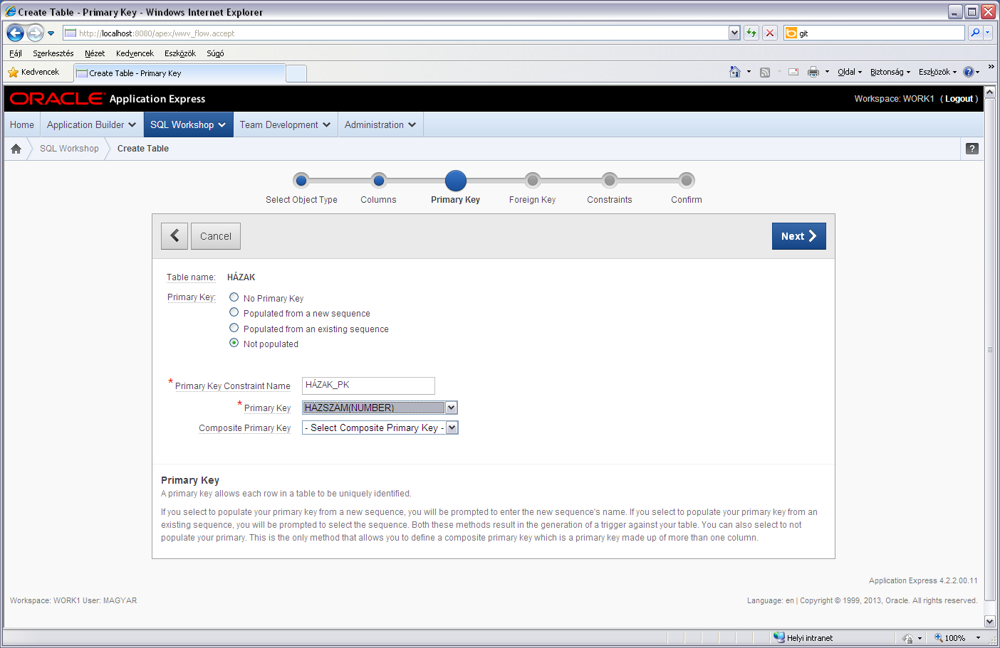 Create Table - Primary Key - Windows Internet Explorer
http://localhost:8080/apex/wwv_flow.accept
git
Fájl Szerkesztés Nézet Kedvencek Eszközök Súgó
Kedvencek
Create Table - Primary Key
Oldal Biztonság Eszközök
ORACLE Application Express
Workspace: WORK1 ( Logout )
Home Application Builder SQL Workshop Team Development Administration
SQL Workshop Create Table
Select Object Type Columns Primary Key Foreign Key Constraints Confirm
Cancel
Next
Table name: HÁZAK
Primary Key:
No Primary Key
Populated from a new sequence
Populated from an existing sequence
Not populated
* Primary Key Constraint Name HÁZAK_PK
* Primary Key HÁZSZÁM(NUMBER)
Composite Primary Key - Select Composite Primary Key -
Primary Key
A primary key allows each row in a table to be uniquely identified.
If you select to populate your primary key from a new sequence, you will be prompted to enter the new sequence's name. If you select to populate your primary key from an
existing sequence, you will be prompted to select the sequence. Both these methods result in the generation of a trigger against your table. You can also select to not
populate your primary. This is the only method that allows you to define a composite primary key which is a primary key made up of more than one column.
Application Express 4.2.2.00.11
Workspace: WORK1 User: MAGYAR
Language: en | Copyright © 1999, 2013, Oracle. All rights reserved.
Helyi intranet
100%